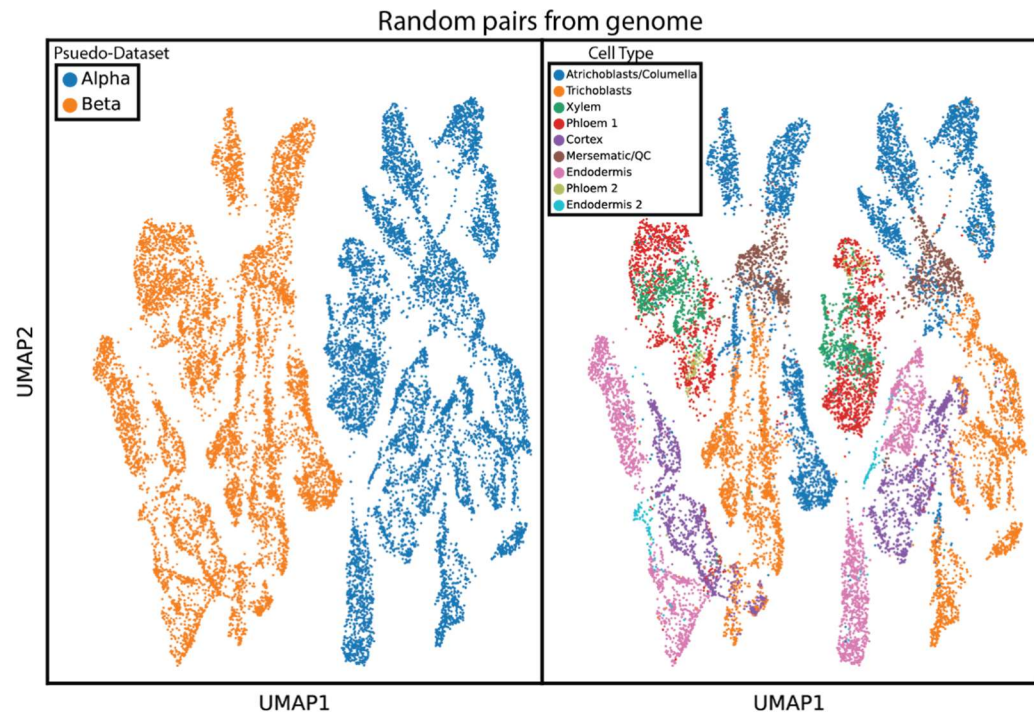 Random pairs from genome
Psuedo-Dataset
Alpha
Beta
Cell Type
Atrichoblasts/Columella
Trichoblasts
Xylem
Phloem 1
Cortex
Mersematic/QC
Endodermis
Phloem 2
Endodermis 2
UMAP2
UMAP1
UMAP1